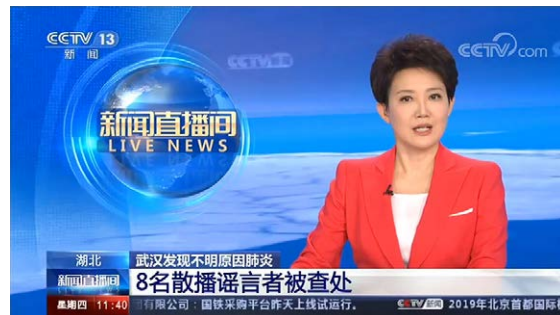 CCTV 13
新闻
CCTV.com
新闻直播间
LIVE NEWS
湖北
武汉发现不明原因肺炎
新闻直播间
8名散播谣言者被查处
星期四 11:40
有限公司：国铁采购平台昨天上线试运行。
CCTV 新闻
2019年北京首都国际